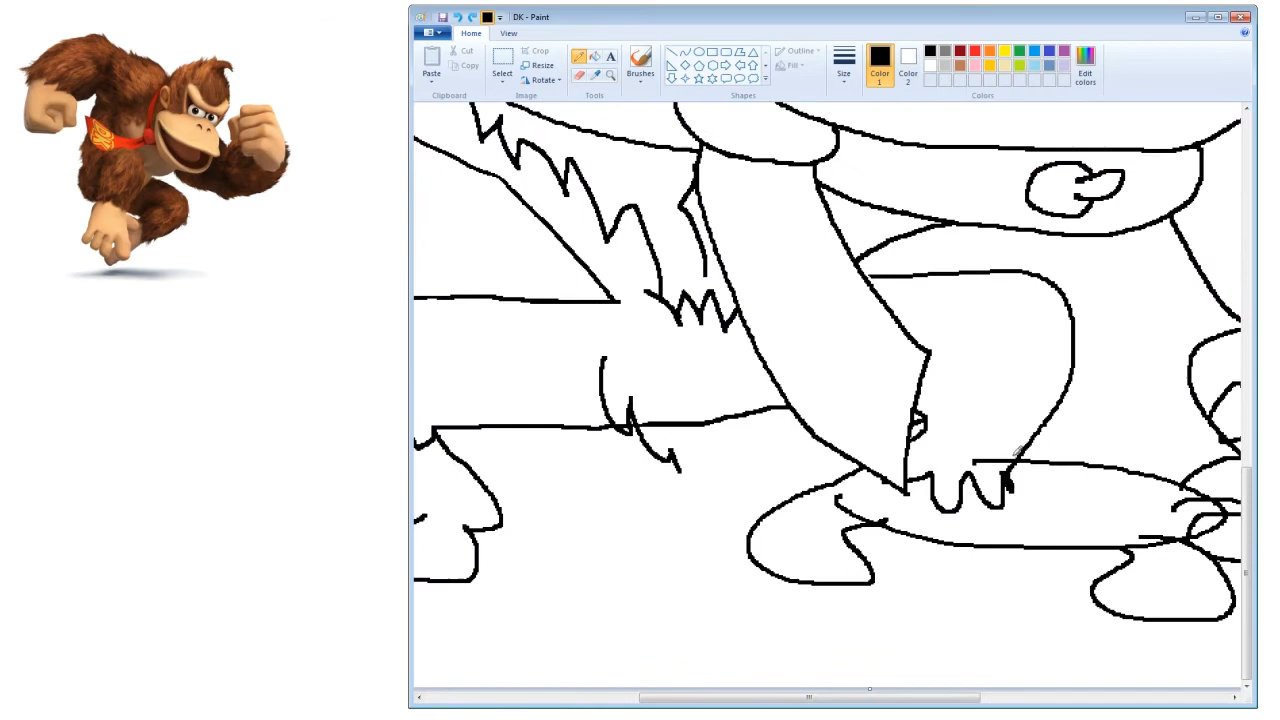 DK - Paint
Home
View
Paste
Cut
Copy
Clipboard
Select
Crop
Resize
Rotate
Image
A
Tools
Brushes
Shapes
Outline
Fill
Size
Color 1
Color 2
Edit colors
Colors